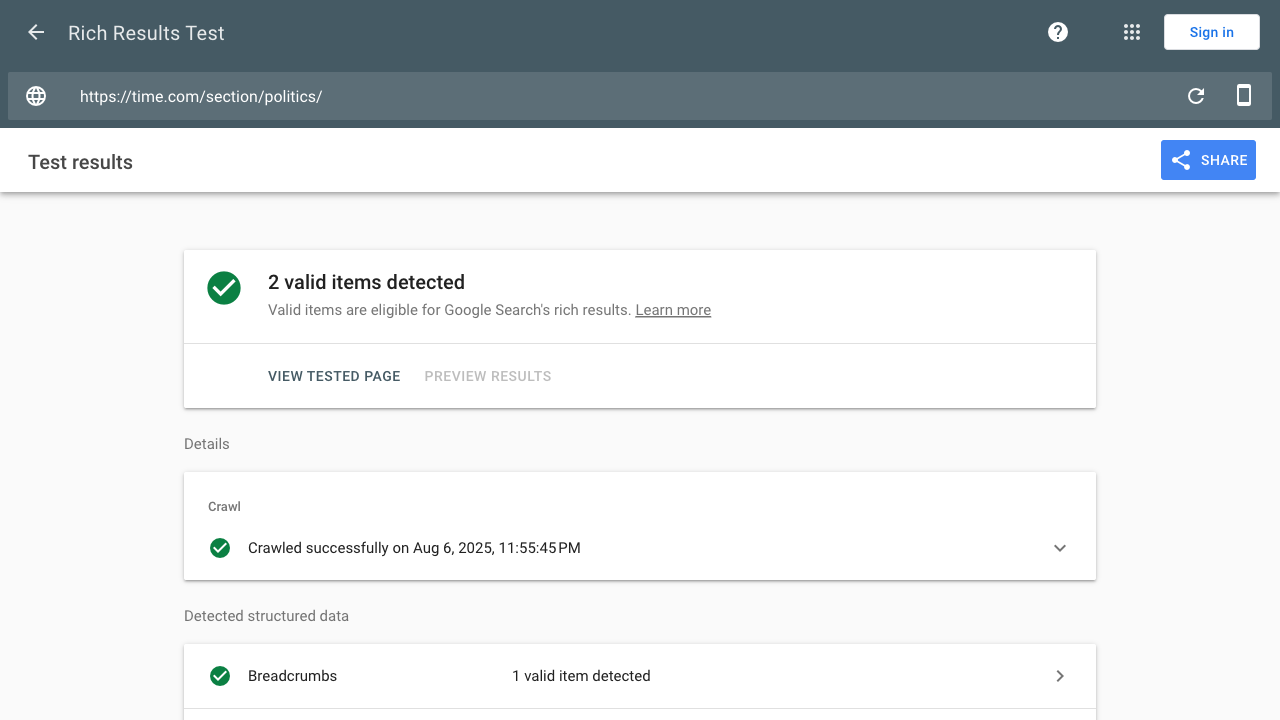 Rich Results Test
Sign in
https://time.com/section/politics/
Test results
SHARE
2 valid items detected
Valid items are eligible for Google Search's rich results. Learn more
VIEW TESTED PAGE PREVIEW RESULTS
Details
Crawl
Crawled successfully on Aug 6, 2025, 11:55:45 PM
Detected structured data
Breadcrumbs 1 valid item detected